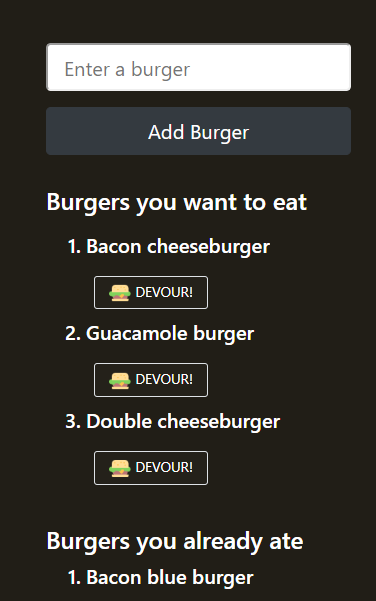 Enter a burger
Add Burger
Burgers you want to eat
1. Bacon cheeseburger
DEVOUR!
2. Guacamole burger
DEVOUR!
3. Double cheeseburger
DEVOUR!
Burgers you already ate
1. Bacon blue burger